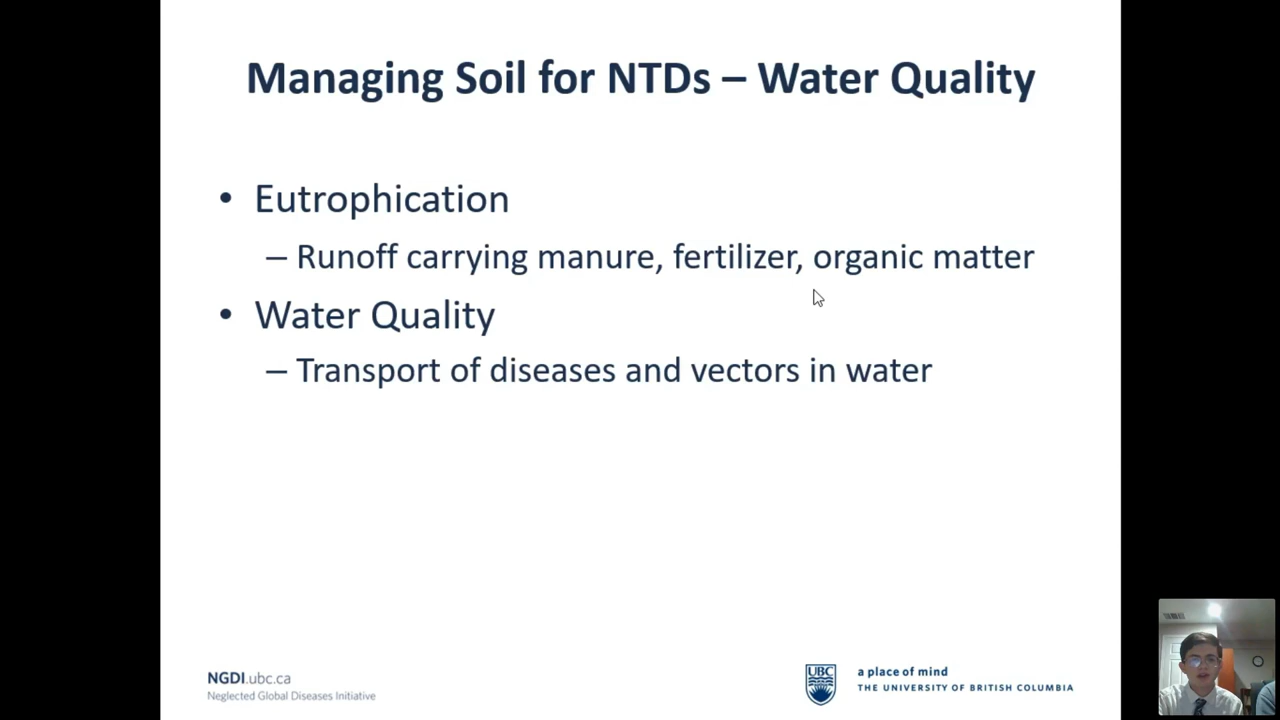 Managing Soil for NTDs – Water Quality
• Eutrophication
– Runoff carrying manure, fertilizer, organic matter
• Water Quality
– Transport of diseases and vectors in water
NGDI.ubc.ca
Neglected Global Diseases Initiative
UBC
a place of mind
THE UNIVERSITY OF BRITISH COLUMBIA